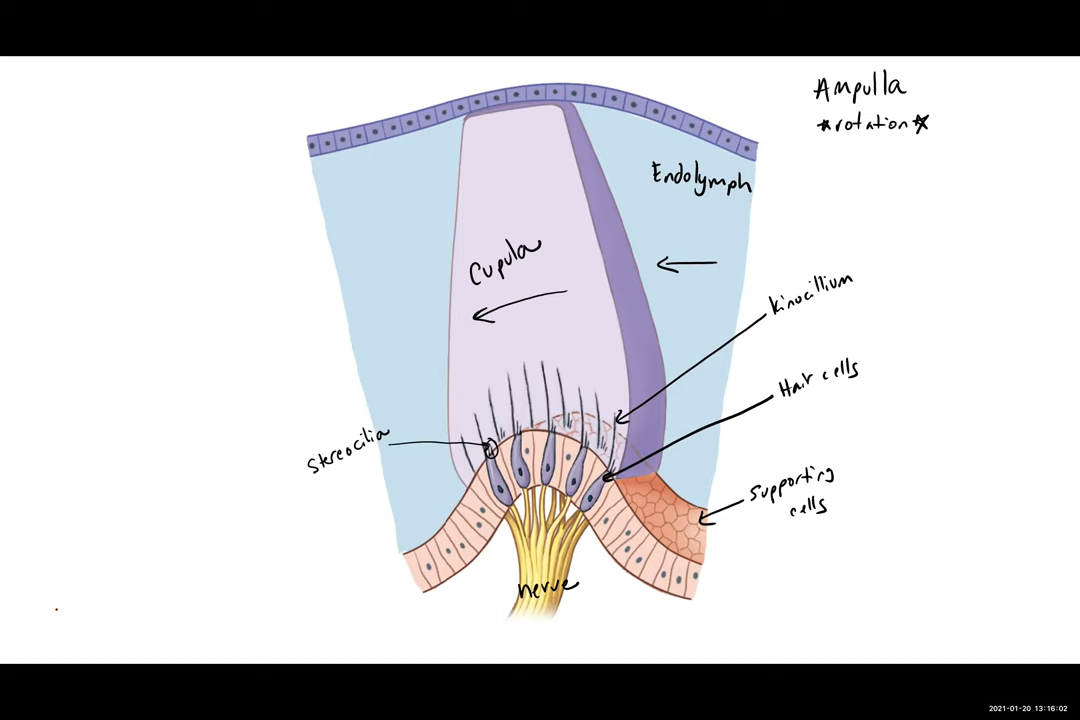 Ampulla
*rotation*
Endolymph
Cupula
Kinocillium
Hair cells
Stereocilia
supporting
cells
nerve
2021-01-20 13:16:02